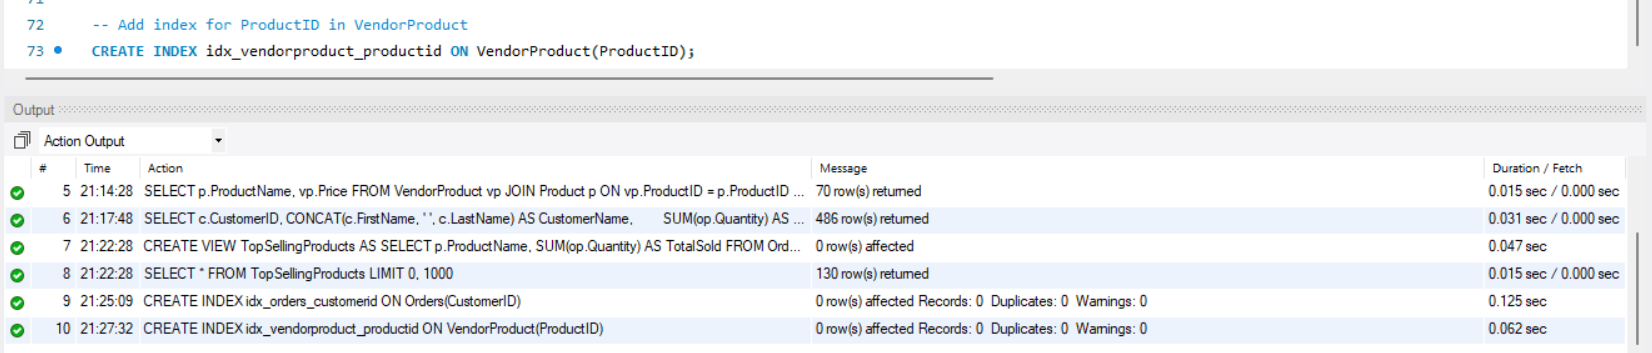 71
72 -- Add index for ProductID in VendorProduct
73 CREATE INDEX idx_vendorproduct_productid ON VendorProduct(ProductID);
Output
Action Output
# Time Action Message Duration / Fetch
5 21:14:28 SELECT p.ProductName, vp.Price FROM VendorProduct vp JOIN Product p ON vp.ProductID = p.ProductID ... 70 row(s) returned 0.015 sec / 0.000 sec
6 21:17:48 SELECT c.CustomerID, CONCAT(c.FirstName, ' ', c.LastName) AS CustomerName, SUM(op.Quantity) AS ... 486 row(s) returned 0.031 sec / 0.000 sec
7 21:22:28 CREATE VIEW TopSellingProducts AS SELECT p.ProductName, SUM(op.Quantity) AS TotalSold FROM Ord... 0 row(s) affected 0.047 sec
8 21:22:28 SELECT * FROM TopSellingProducts LIMIT 0, 1000 130 row(s) returned 0.015 sec / 0.000 sec
9 21:25:09 CREATE INDEX idx_orders_customerid ON Orders(CustomerID) 0 row(s) affected Records: 0 Duplicates: 0 Warnings: 0 0.125 sec
10 21:27:32 CREATE INDEX idx_vendorproduct_productid ON VendorProduct(ProductID) 0 row(s) affected Records: 0 Duplicates: 0 Warnings: 0 0.062 sec